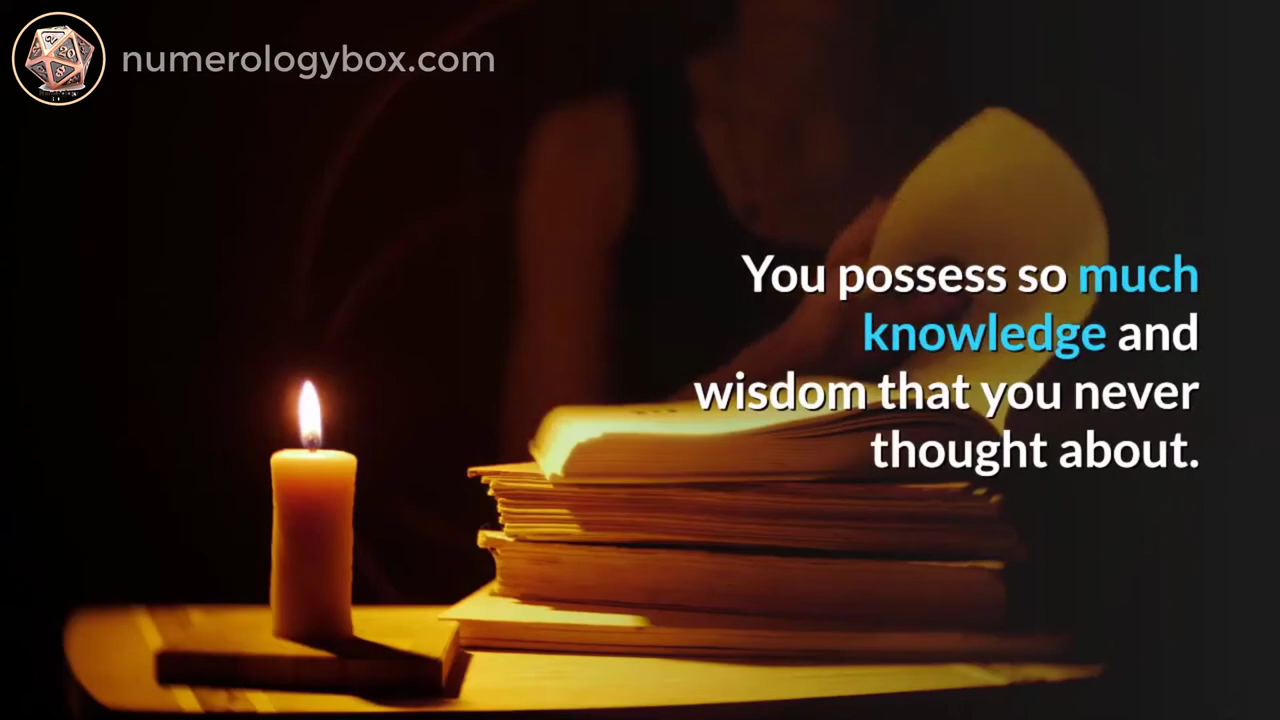 numerologybox.com
You possess so much
knowledge and
wisdom that you never
thought about.